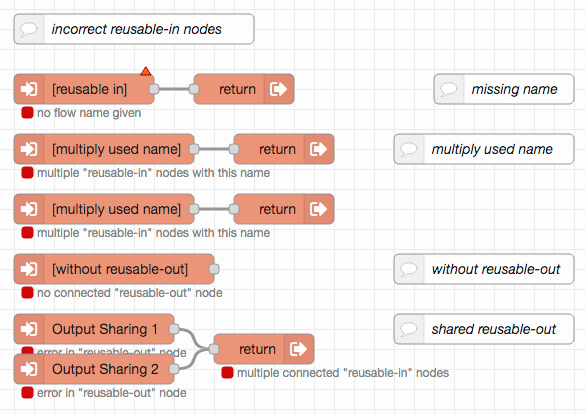 incorrect reusable-in nodes
[reusable in]
return
missing name
no flow name given
[multiply used name]
return
multiply used name
multiple "reusable-in" nodes with this name
[multiply used name]
return
multiple "reusable-in" nodes with this name
[without reusable-out]
without reusable-out
no connected "reusable-out" node
Output Sharing 1
shared reusable-out
error in "reusable-out" node
return
Output Sharing 2
multiple connected "reusable-in" nodes
error in "reusable-out" node